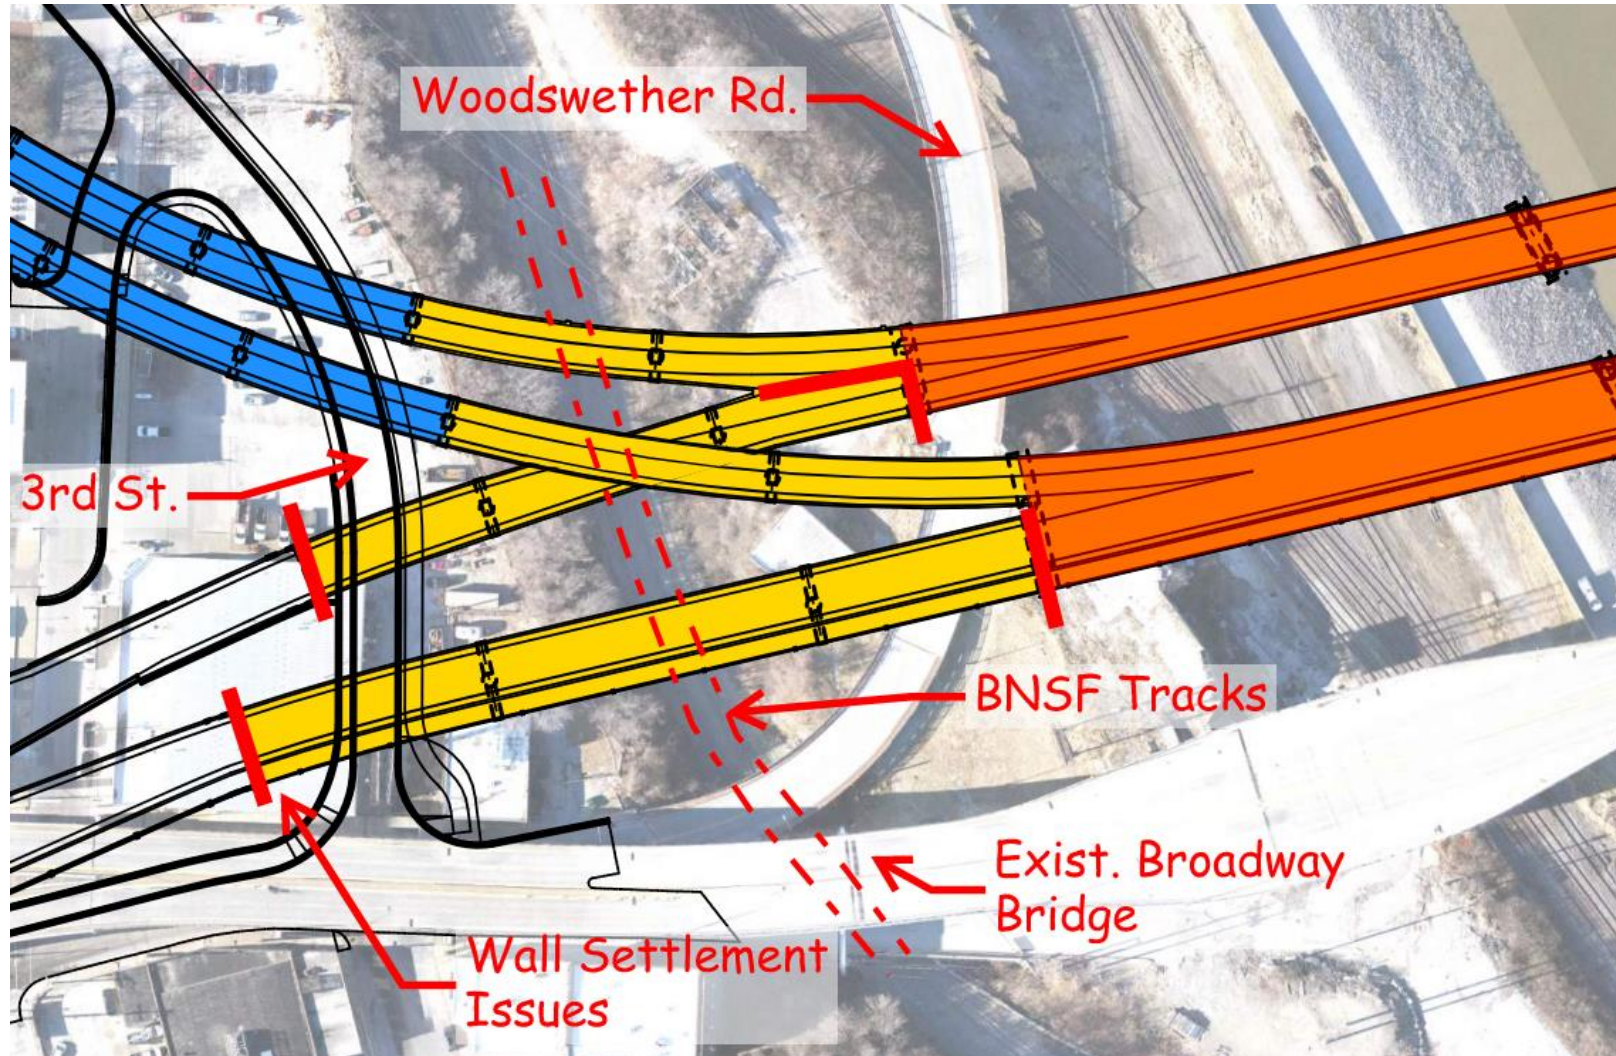 Woodswether Rd.
3rd St.
BNSF Tracks
Exist. Broadway
Bridge
Wall Settlement
Issues